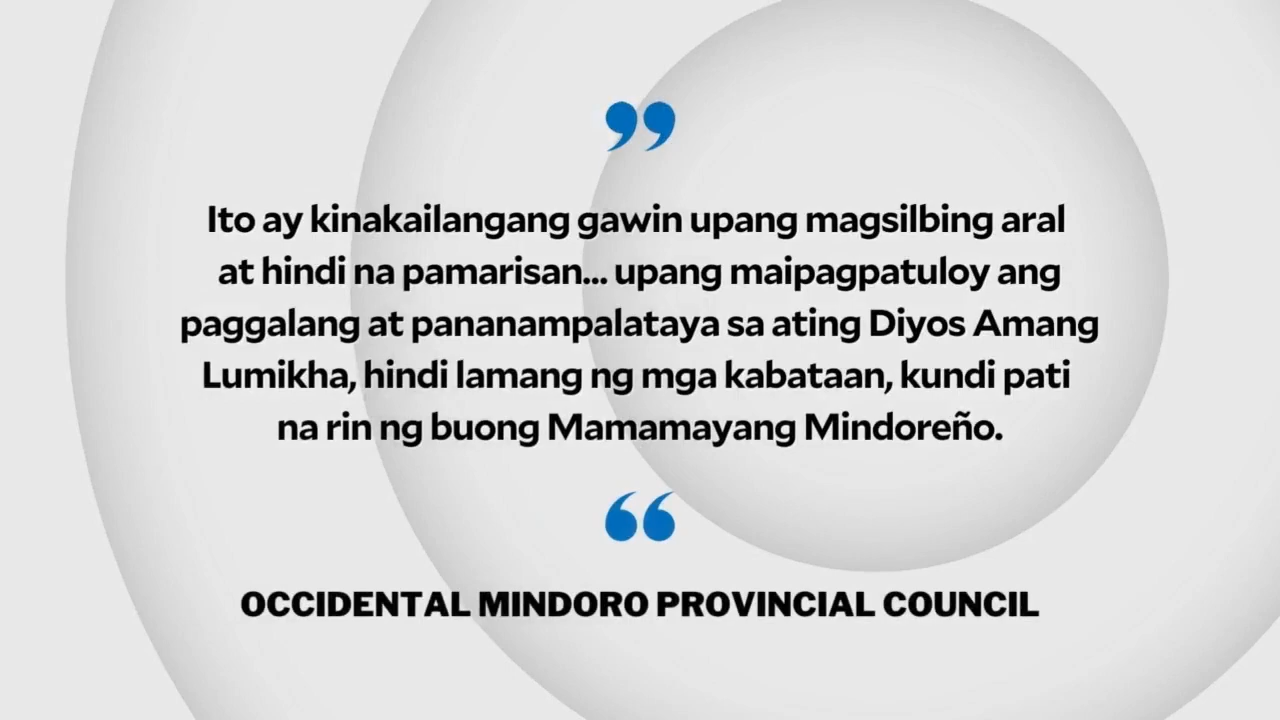 ”
Ito ay kinakailangang gawin upang magsilbing aral
at hindi na pamarisan... upang maipagpatuloy ang
paggalang at pananampalataya sa ating Diyos Amang
Lumikha, hindi lamang ng mga kabataan, kundi pati
na rin ng buong Mamamayang Mindoreño.
“
OCCIDENTAL MINDORO PROVINCIAL COUNCIL